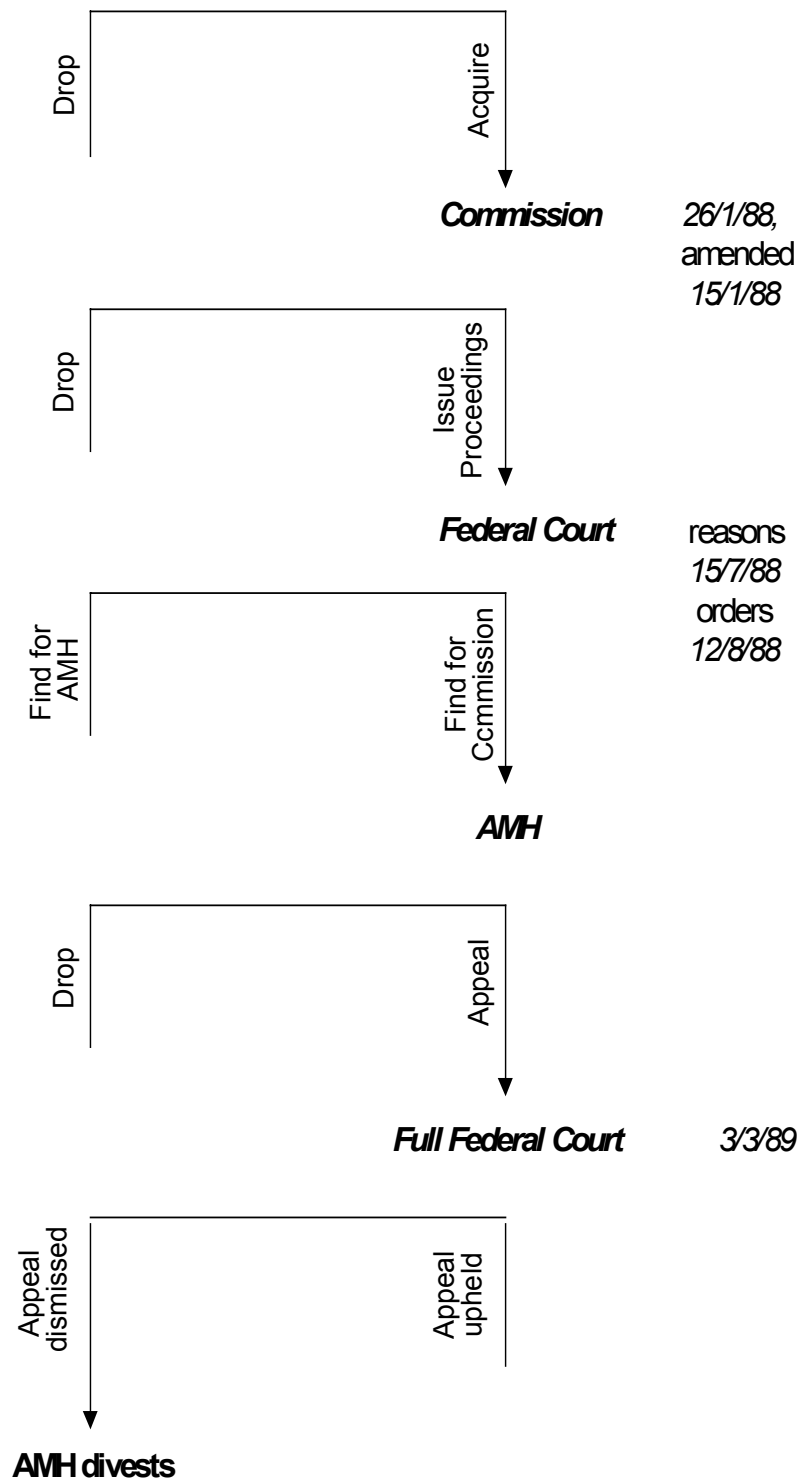 Drop
Acquire
Commission
26/1/88,
amended
15/1/88
Drop
Issue
Proceedings
Federal Court
reasons
15/7/88
orders
12/8/88
Find for
AMH
Find for
Ccmmission
AMH
Drop
Appeal
Full Federal Court
3/3/89
Appeal
dismissed
Appeal
upheld
AMH divests